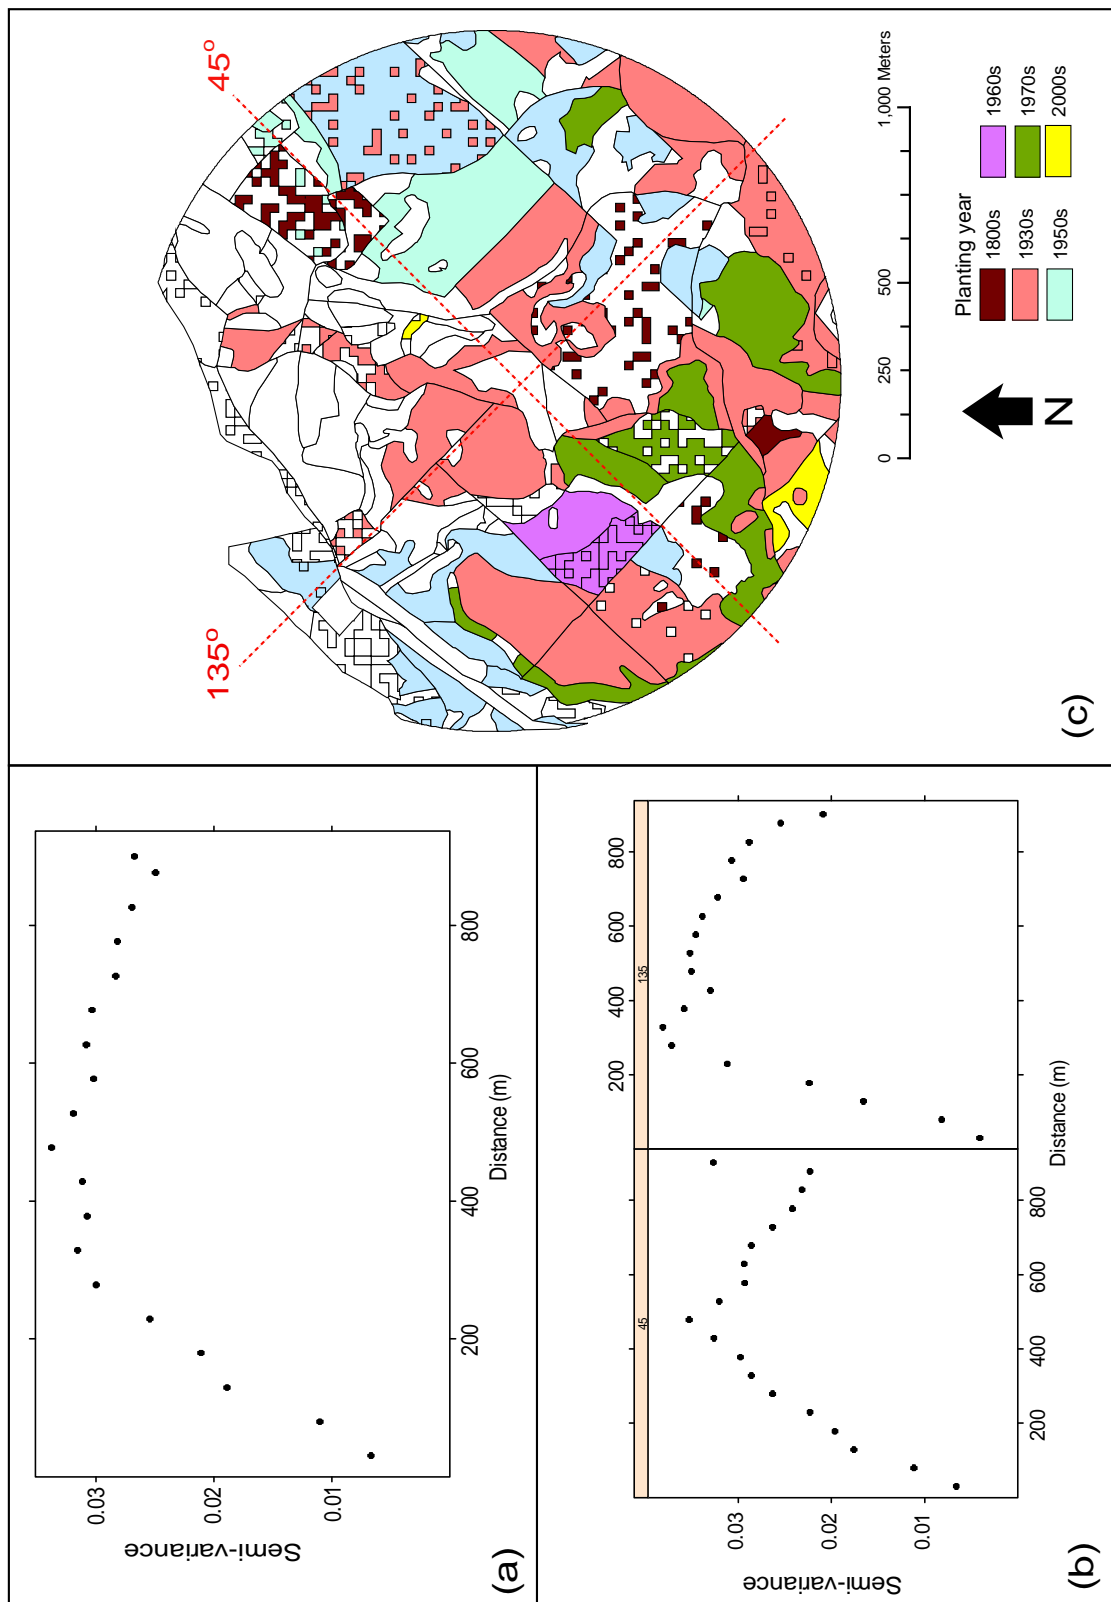 Semi-variance
0.03
0.02
0.01
200
400
600
800
Distance (m)
(a)
Semi-variance
0.03
0.02
0.01
45
135
200
400
600
800
200
400
600
800
Distance (m)
(b)
135°
45°
N
0
250
500
1,000 Meters
Planting year
1800s
1930s
1950s
1960s
1970s
2000s
(c)